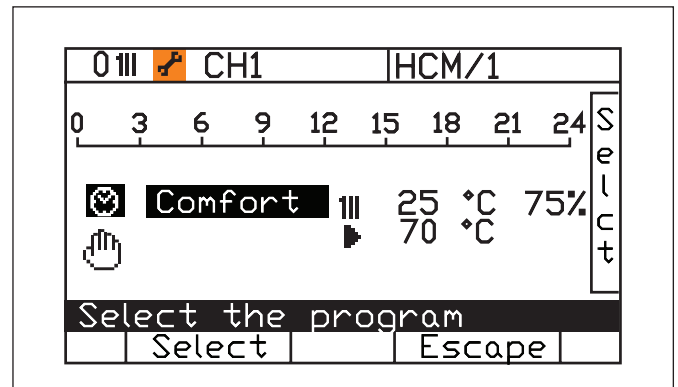 0 CH1 HCM/1
0 3 6 9 12 15 18 21 24
Select
Comfort 25 °C 75%
70 °C
Select the program
Select Escape